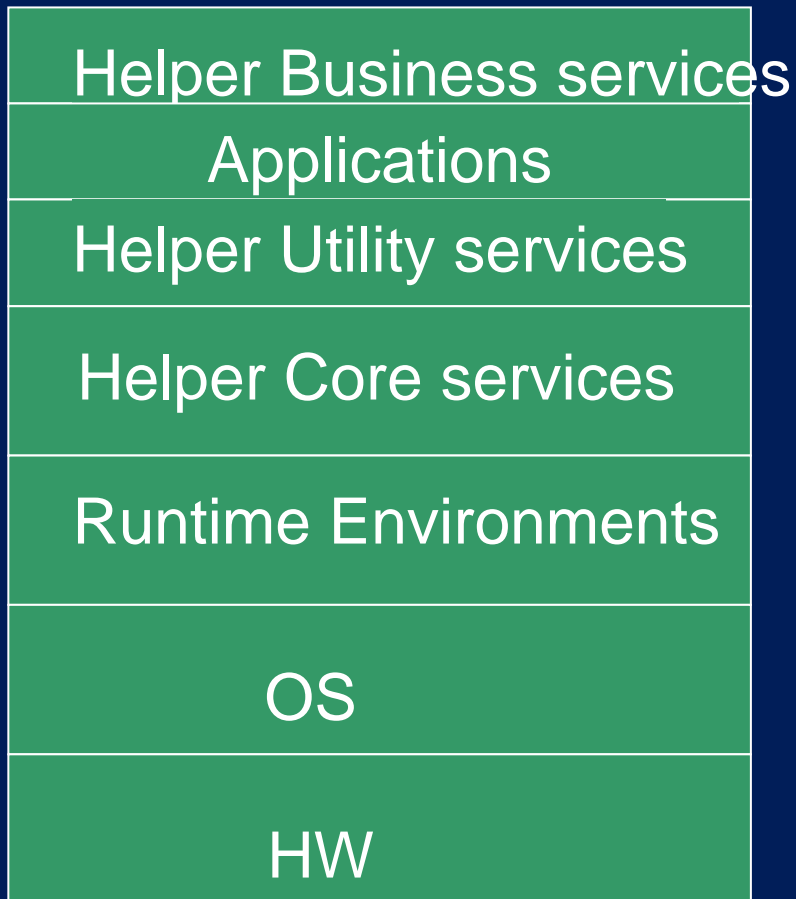 Helper Business services
Applications
Helper Utility services
Helper Core services
Runtime Environments
OS
HW